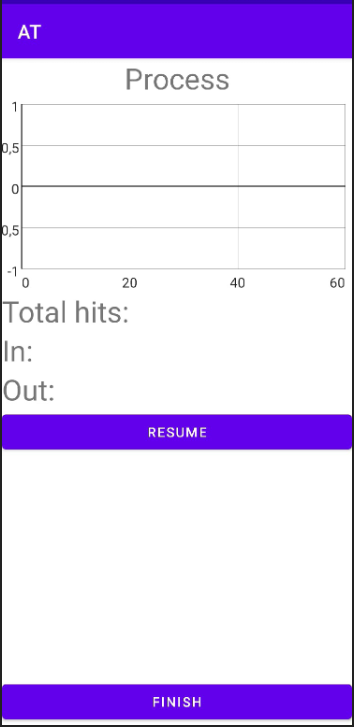 AT
Process
1
0,5
0
0,5
-1
0
20
40
60
Total hits:
In:
Out:
RESUME
FINISH